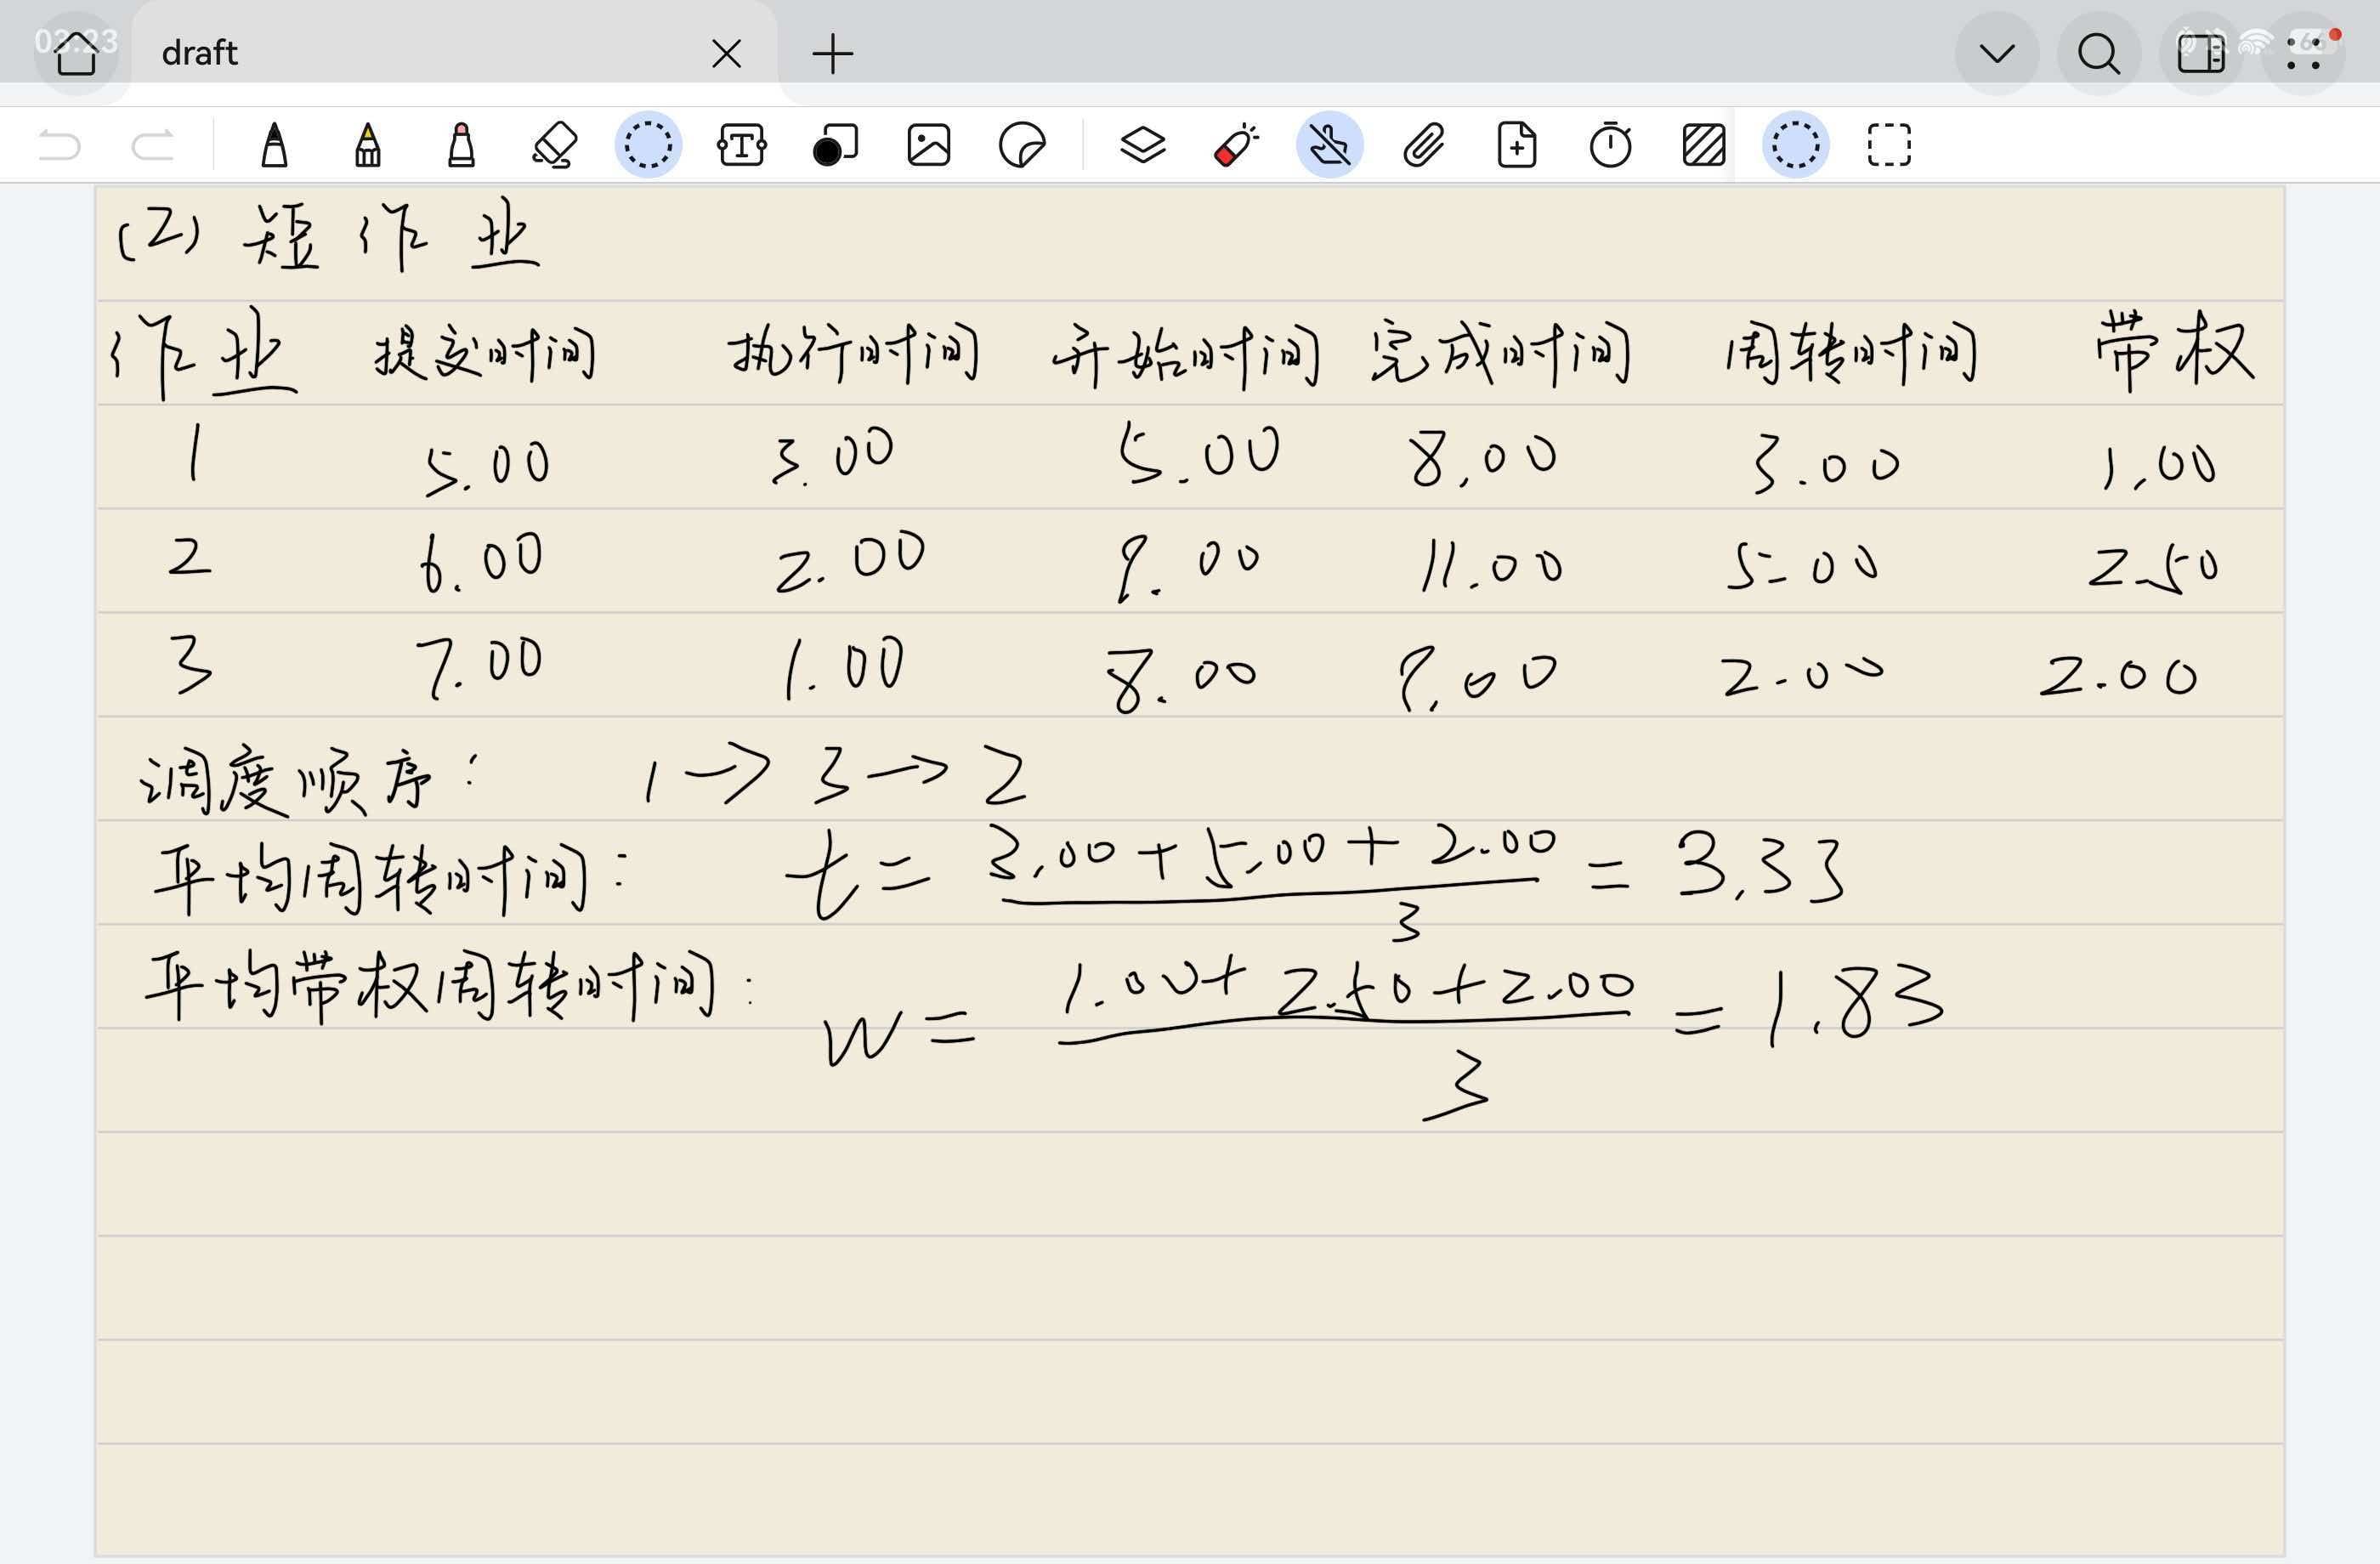 03:23
draft
(2) 短作业
作业 提交时间 执行时间 开始时间 完成时间 周转时间 带权
1 5.00 3.00 5.00 8.00 3.00 1.00
2 6.00 2.00 9.00 11.00 5.00 2.50
3 7.00 1.00 8.00 9.00 2.00 2.00
调度顺序: 1→3→2
平均周转时间: t = 3.00+5.00+2.00 = 3.33
3
平均带权周转时间: W = 1.00+2.50+2.00 = 1.83
3